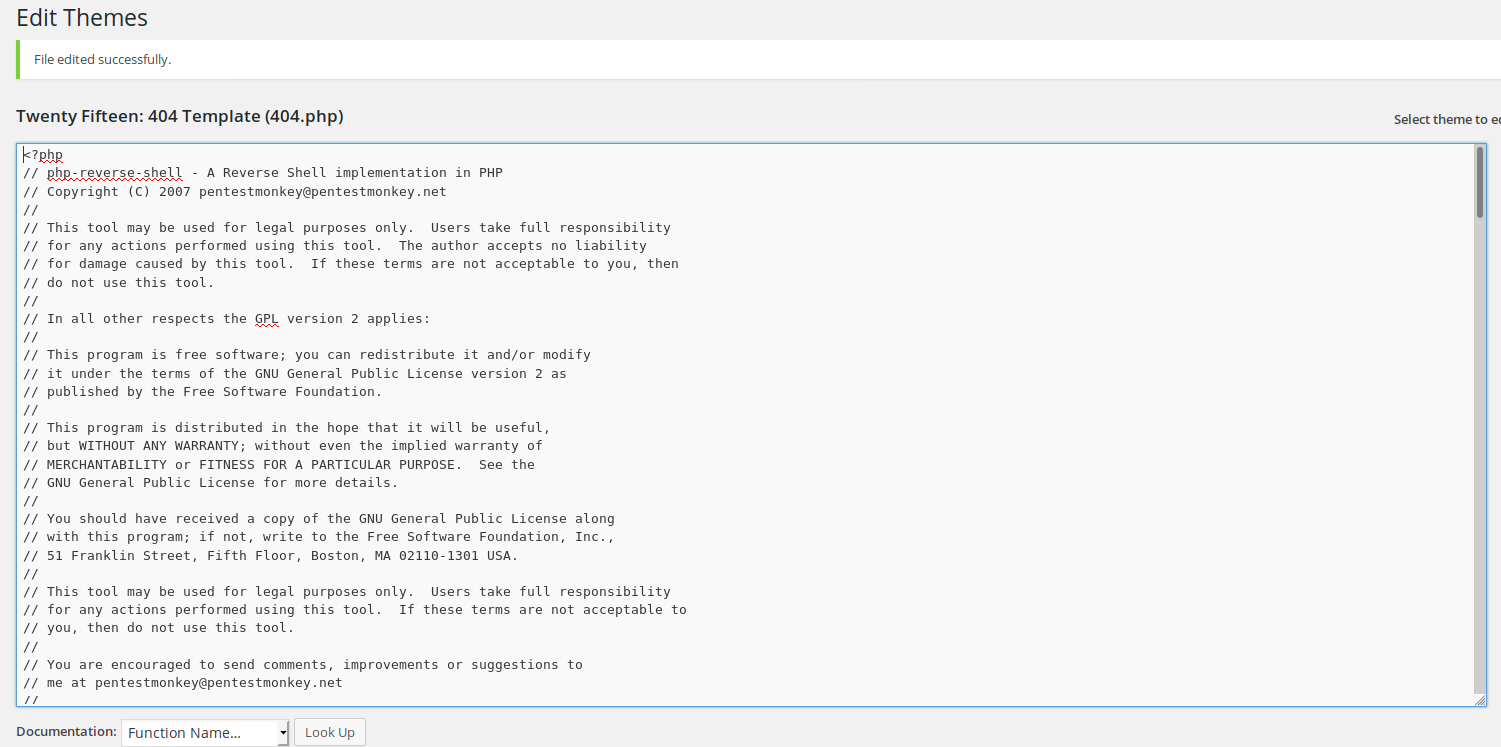 Edit Themes
File edited successfully.
Twenty Fifteen: 404 Template (404.php)
Select theme to ed
<?php
// php-reverse-shell - A Reverse Shell implementation in PHP
// Copyright (C) 2007 pentestmonkey@pentestmonkey.net
//
// This tool may be used for legal purposes only.  Users take full responsibility
// for any actions performed using this tool.  The author accepts no liability
// for damage caused by this tool.  If these terms are not acceptable to you, then
// do not use this tool.
//
// In all other respects the GPL version 2 applies:
//
// This program is free software; you can redistribute it and/or modify
// it under the terms of the GNU General Public License version 2 as
// published by the Free Software Foundation.
//
// This program is distributed in the hope that it will be useful,
// but WITHOUT ANY WARRANTY; without even the implied warranty of
// MERCHANTABILITY or FITNESS FOR A PARTICULAR PURPOSE.  See the
// GNU General Public License for more details.
//
// You should have received a copy of the GNU General Public License along
// with this program; if not, write to the Free Software Foundation, Inc.,
// 51 Franklin Street, Fifth Floor, Boston, MA 02110-1301 USA.
//
// This tool may be used for legal purposes only.  Users take full responsibility
// for any actions performed using this tool.  If these terms are not acceptable to
// you, then do not use this tool.
//
// You are encouraged to send comments, improvements or suggestions to
// me at pentestmonkey@pentestmonkey.net
//
Documentation: Function Name... Look Up